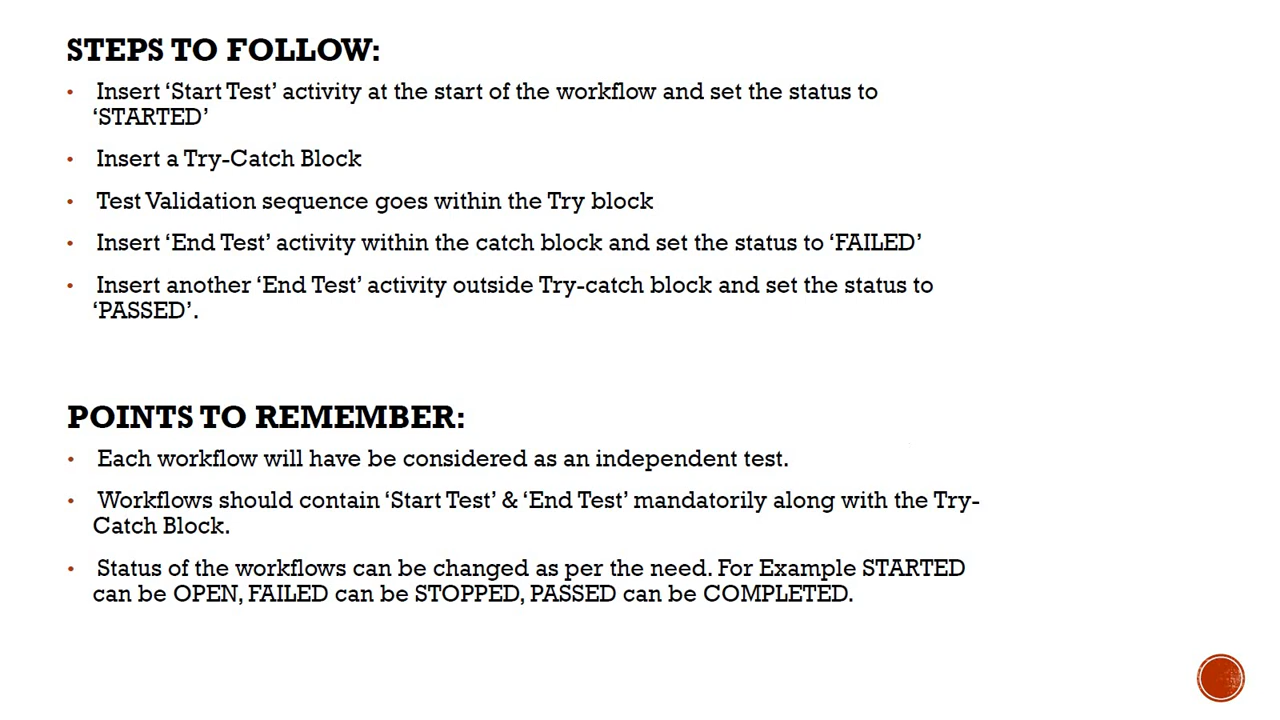 STEPS TO FOLLOW:
• Insert ‘Start Test’ activity at the start of the workflow and set the status to
‘STARTED’
• Insert a Try-Catch Block
• Test Validation sequence goes within the Try block
• Insert ‘End Test’ activity within the catch block and set the status to ‘FAILED’
• Insert another ‘End Test’ activity outside Try-catch block and set the status to
‘PASSED’.
POINTS TO REMEMBER:
• Each workflow will have be considered as an independent test.
• Workflows should contain ‘Start Test’ & ‘End Test’ mandatorily along with the Try-
Catch Block.
• Status of the workflows can be changed as per the need. For Example STARTED
can be OPEN, FAILED can be STOPPED, PASSED can be COMPLETED.